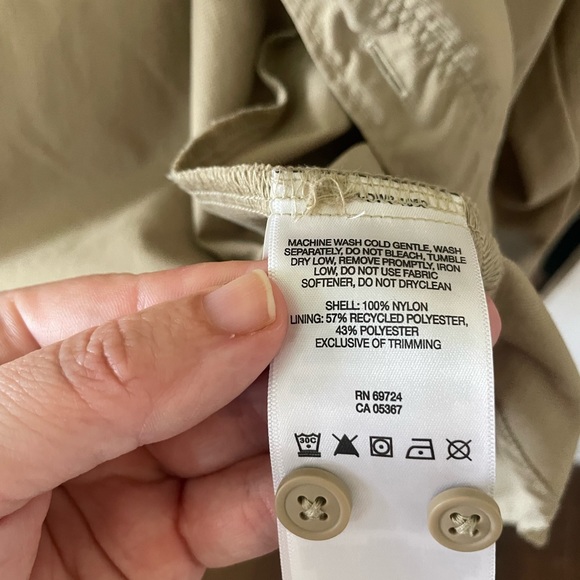 MACHINE WASH COLD GENTLE, WASH
SEPARATELY, DO NOT BLEACH, TUMBLE
DRY LOW, REMOVE PROMPTLY, IRON
LOW, DO NOT USE FABRIC
SOFTENER, DO NOT DRYCLEAN
SHELL: 100% NYLON
LINING: 57% RECYCLED POLYESTER,
43% POLYESTER
EXCLUSIVE OF TRIMMING
RN 69724
CA 05367
30C